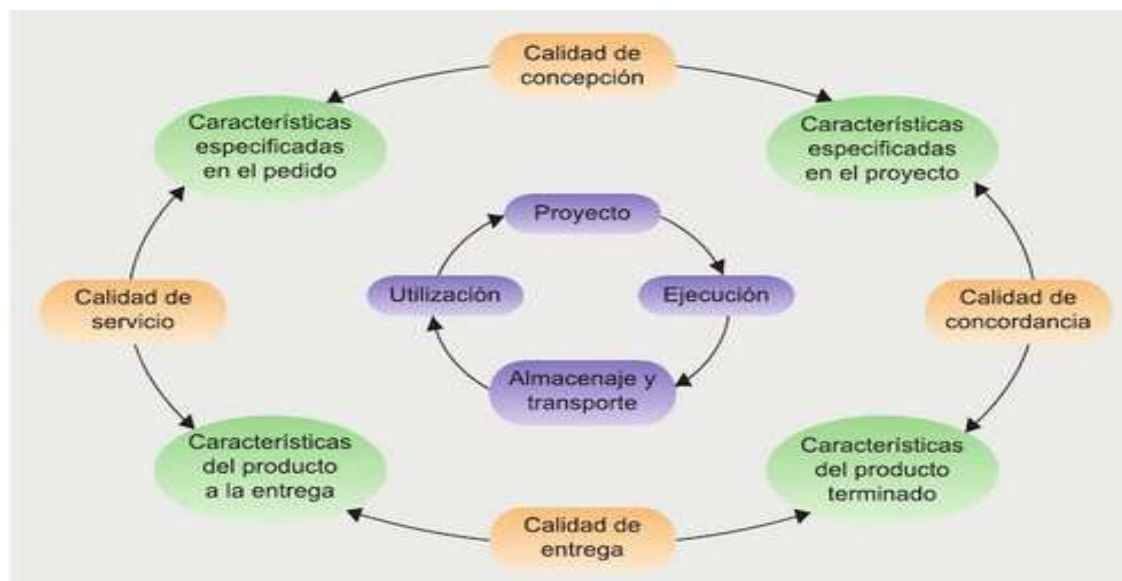 Calidad de
concepción
Características
especificadas
en el pedido
Características
especificadas
en el proyecto
Proyecto
Utilización
Ejecución
Calidad de
servicio
Calidad de
concordancia
Almacenaje y
transporte
Características
del producto
a la entrega
Características
del producto
terminado
Calidad de
entrega